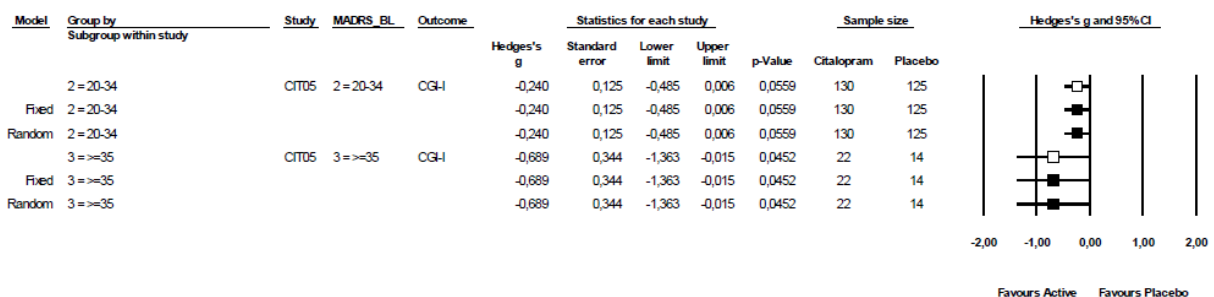 Model Group by Study MADRS_BL Outcome Statistics for each study Sample size Hedges's g and 95% CI
Subgroup within study
Hedges's g Standard error Lower limit Upper limit p-Value Citalopram Placebo
2 = 20-34 CIT05 2 = 20-34 CGI-I -0,240 0,125 -0,485 0,006 0,0559 130 125
Fixed 2 = 20-34 -0,240 0,125 -0,485 0,006 0,0559 130 125
Random 2 = 20-34 -0,240 0,125 -0,485 0,006 0,0559 130 125
3 = >=35 CIT05 3 = >=35 CGI-I -0,689 0,344 -1,363 -0,015 0,0452 22 14
Fixed 3 = >=35 -0,689 0,344 -1,363 -0,015 0,0452 22 14
Random 3 = >=35 -0,689 0,344 -1,363 -0,015 0,0452 22 14
-2,00 -1,00 0,00 1,00 2,00
Favours Active Favours Placebo